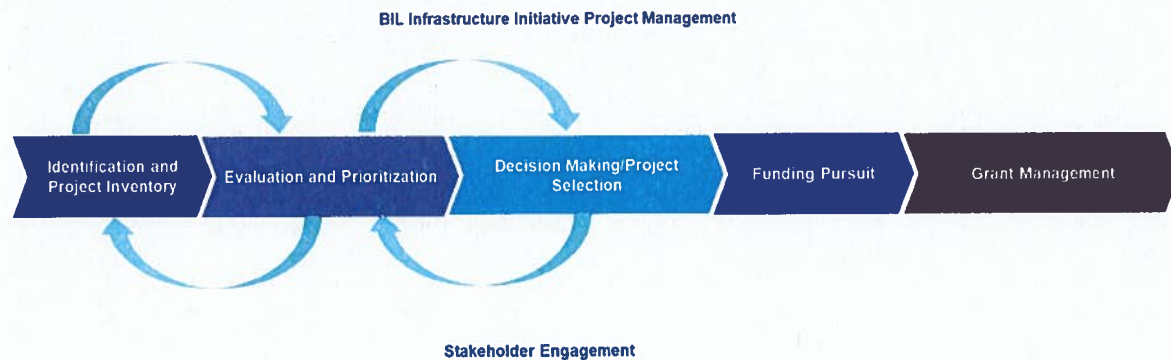 BIL Infrastructure Initiative Project Management
Identification and
Project Inventory
Evaluation and Prioritization
Decision Making/Project
Selection
Funding Pursuit
Grant Management
Stakeholder Engagement